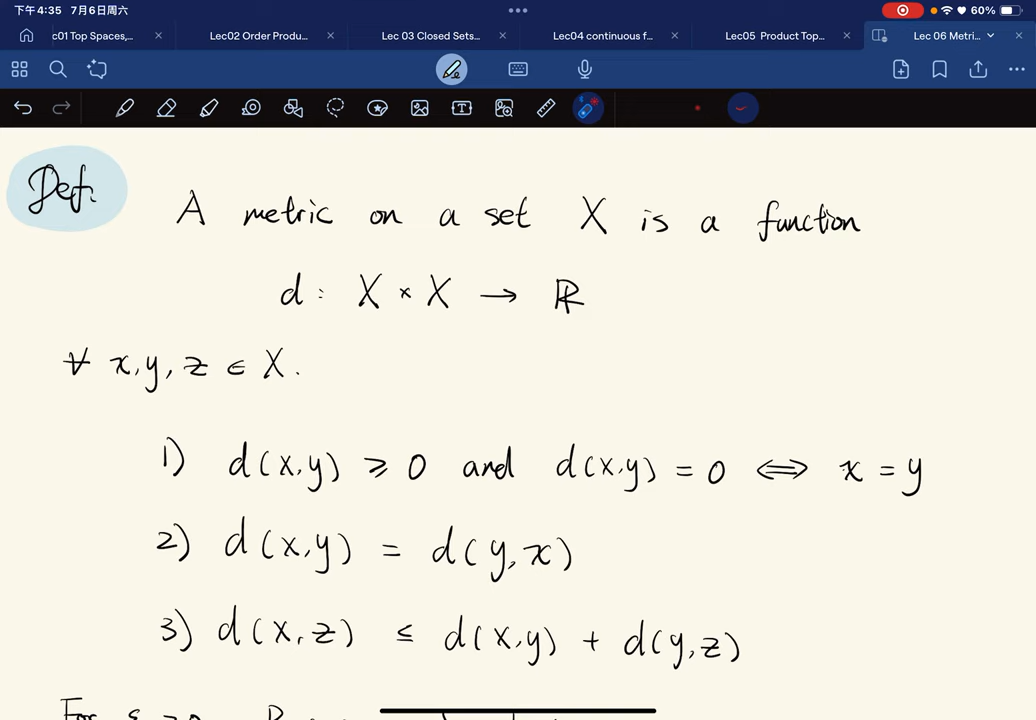 下午4:35 7月6日周六
60%
c01 Top Spaces,...
Lec02 Order Produ...
Lec 03 Closed Sets...
Lec04 continuous f...
Lec05 Product Top...
Lec 06 Metri...
Def.
A metric on a set X is a function
d : X × X → ℝ
∀ x, y, z ∈ X.
1) d(x,y) ⩾ 0 and d(x,y) = 0 ⟺ x = y
2) d(x,y) = d(y,x)
3) d(x,z) ≤ d(x,y) + d(y,z)
For